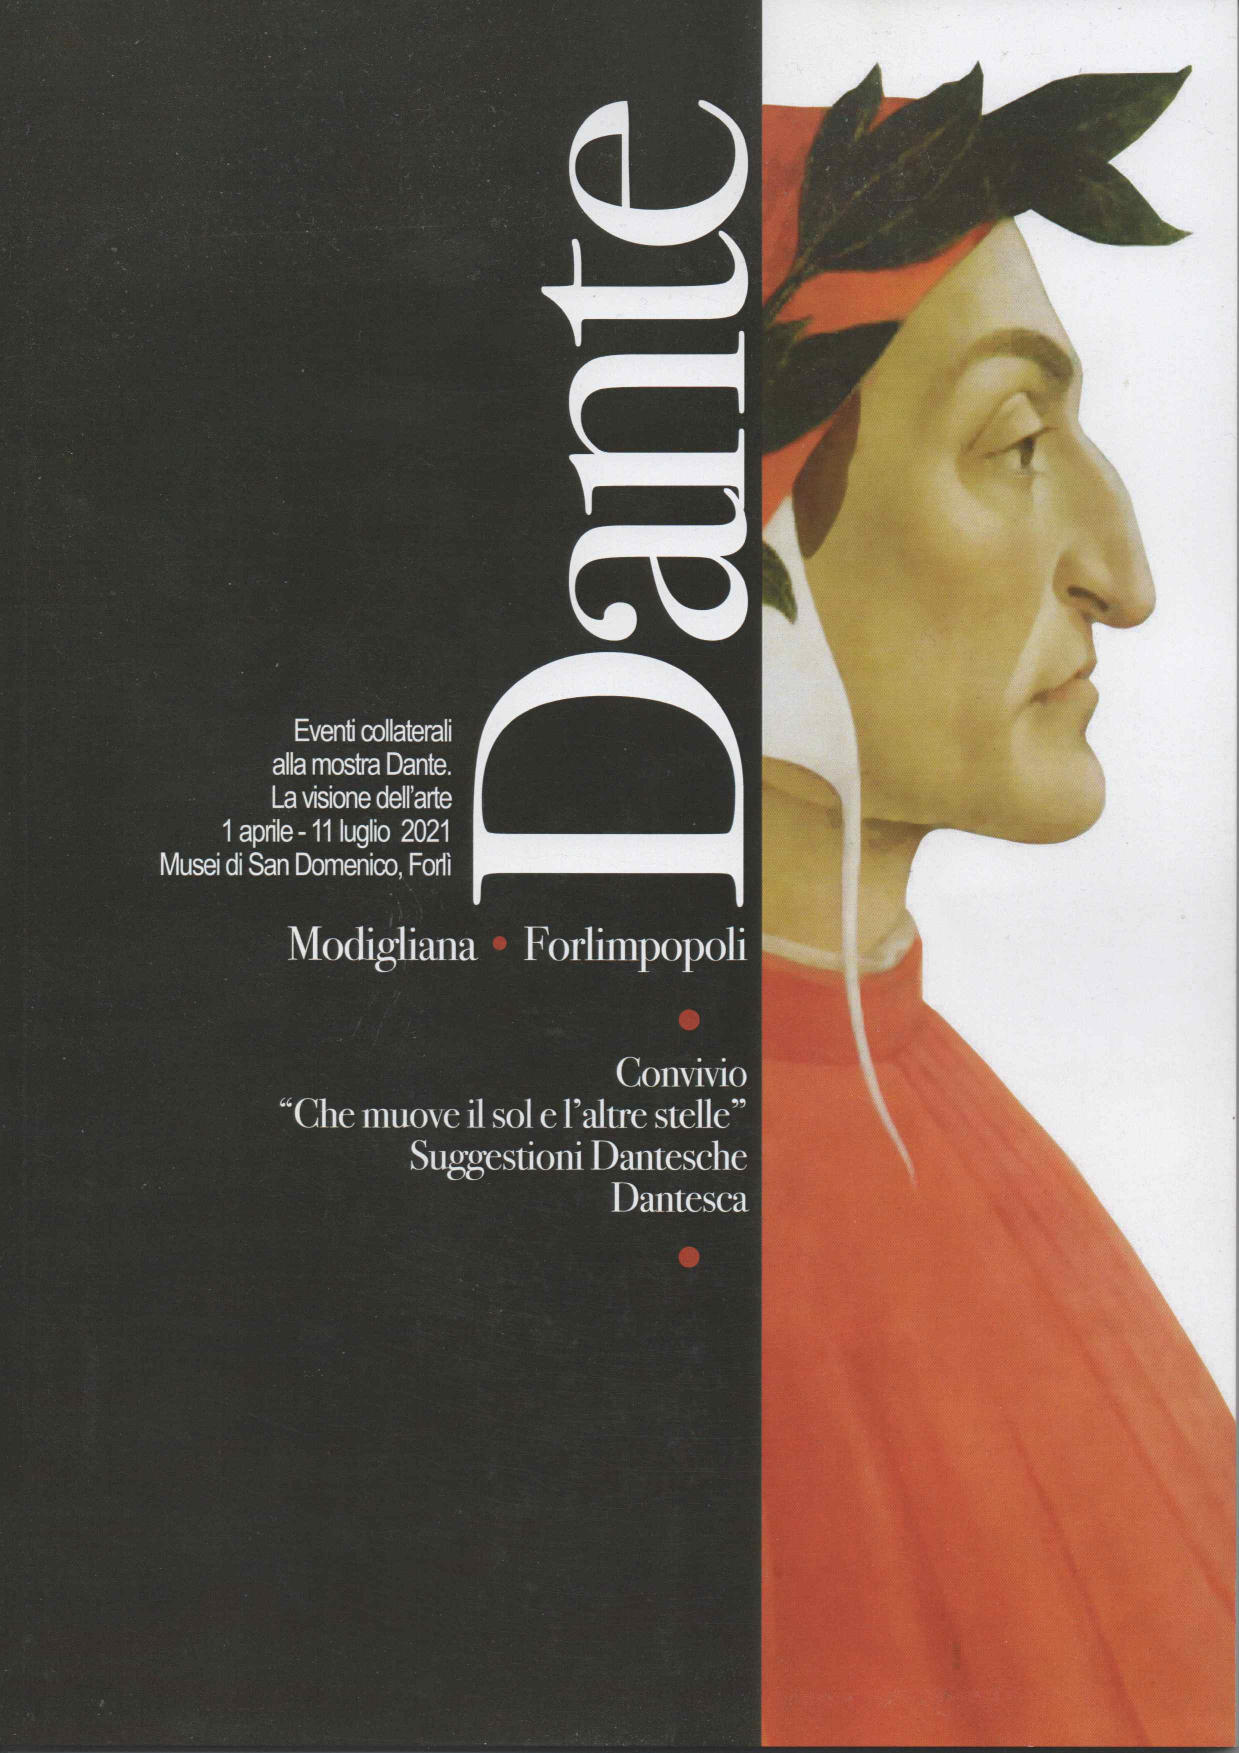 Dante
Eventi collaterali
alla mostra Dante.
La visione dell'arte
1 aprile - 11 luglio 2021
Musei di San Domenico, Forlì
Modigliana • Forlimpopoli
Convivio
“Che muove il sol e l’altre stelle”
Suggestioni Dantesche
Dantesca